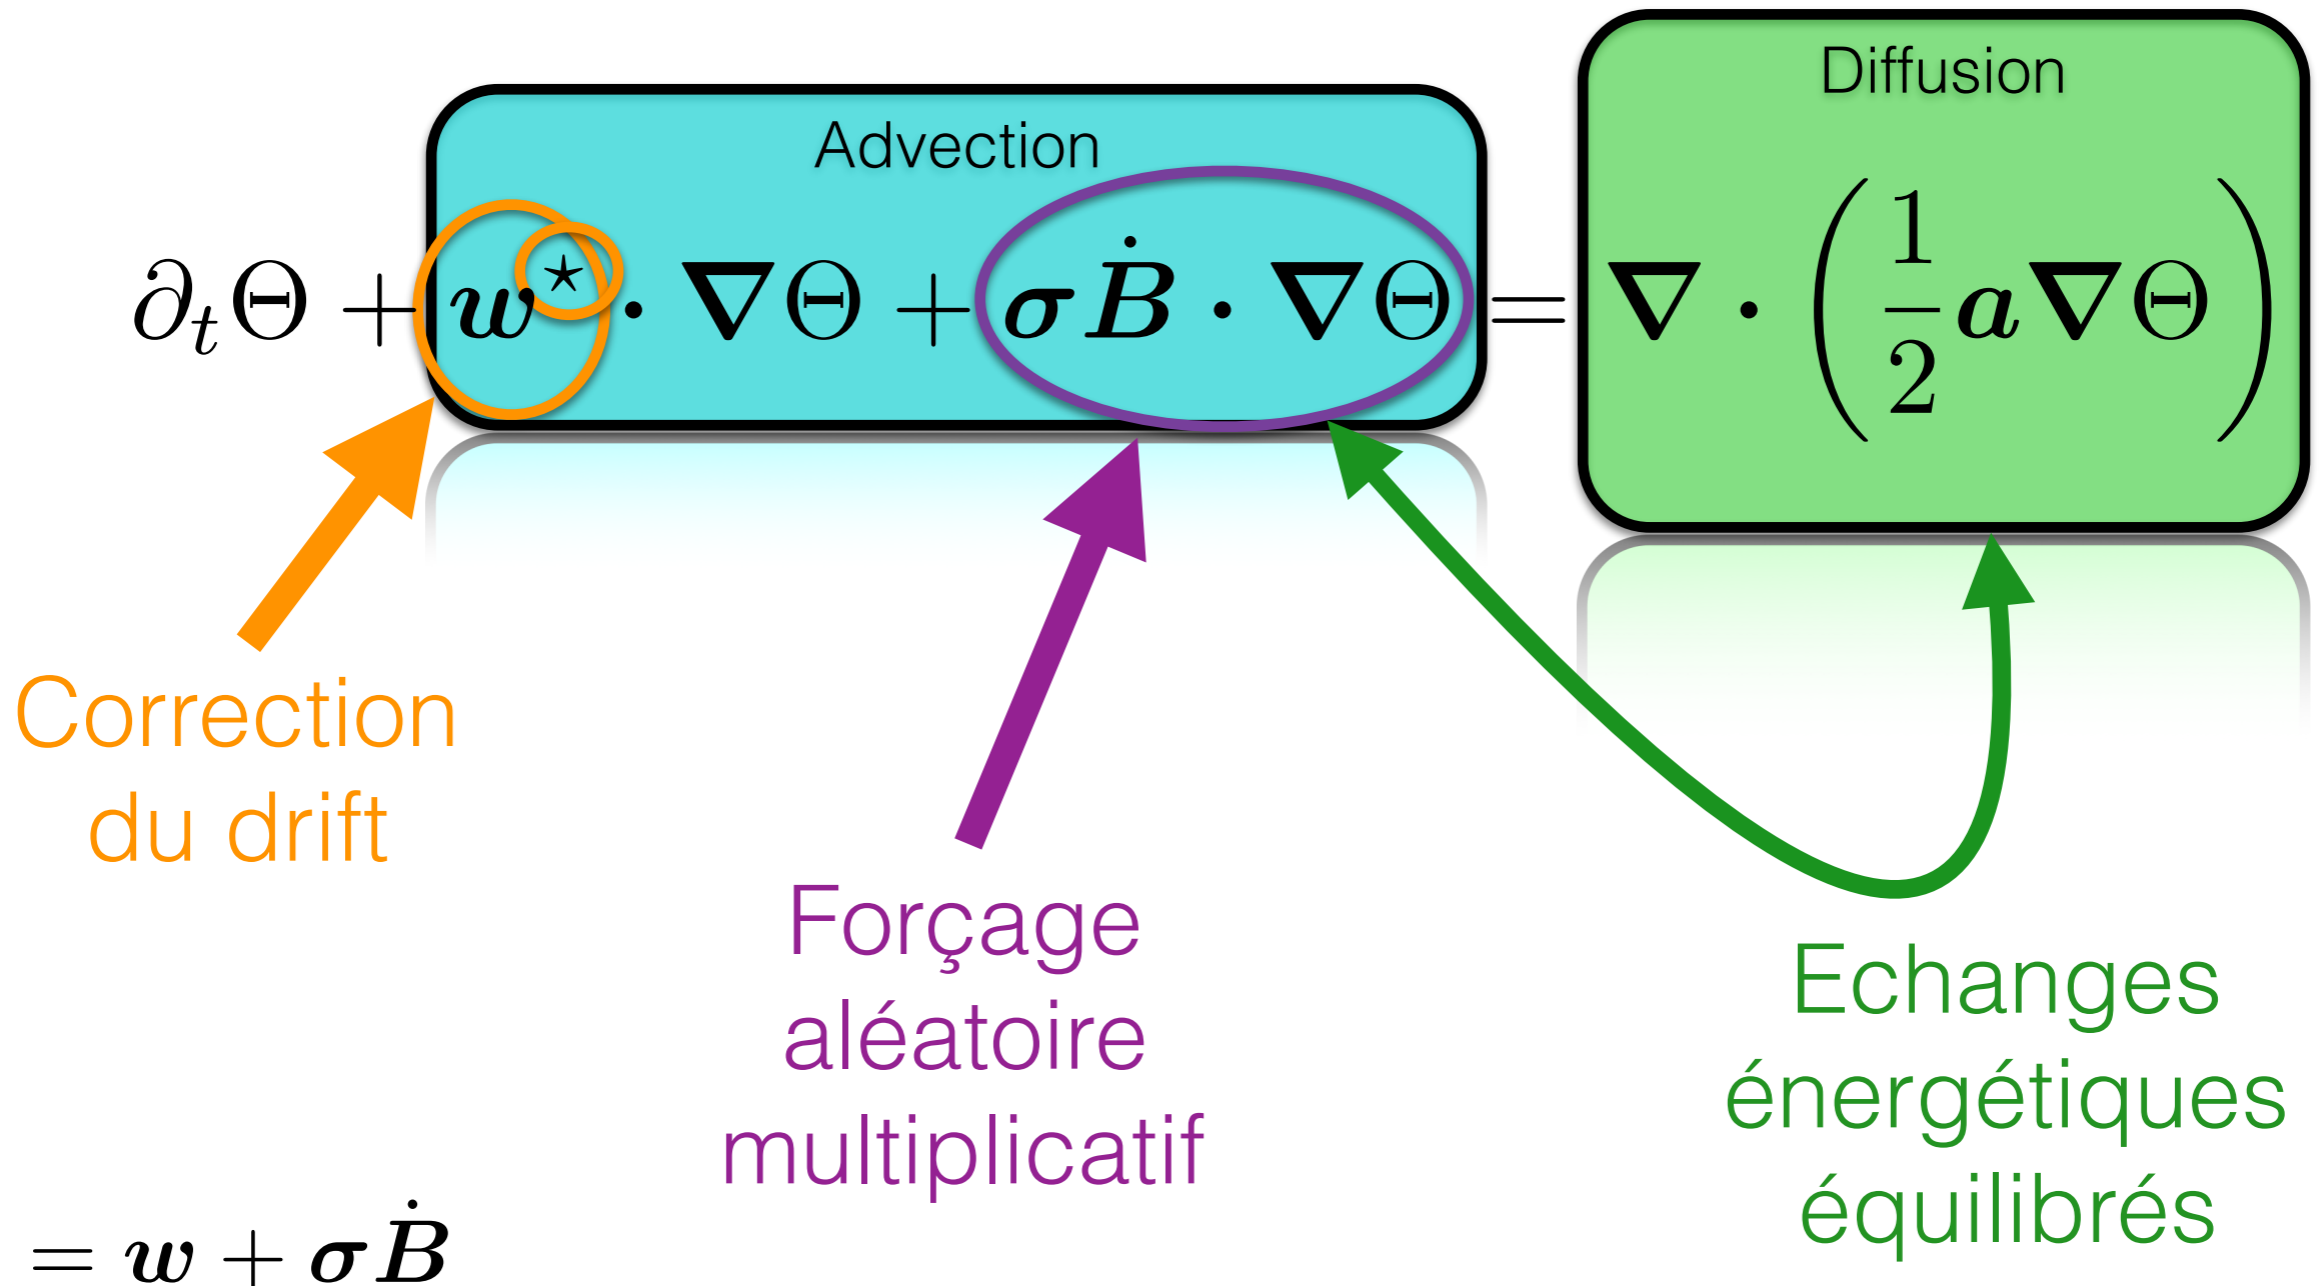 Diffusion
Advection
∂ₜΘ + w⋆ · ∇Θ + σḂ · ∇Θ = ∇ · (1/2 a∇Θ)
Correction
du drift
Forçage
aléatoire
multiplicatif
Echanges
énergétiques
équilibrés
= w + σḂ